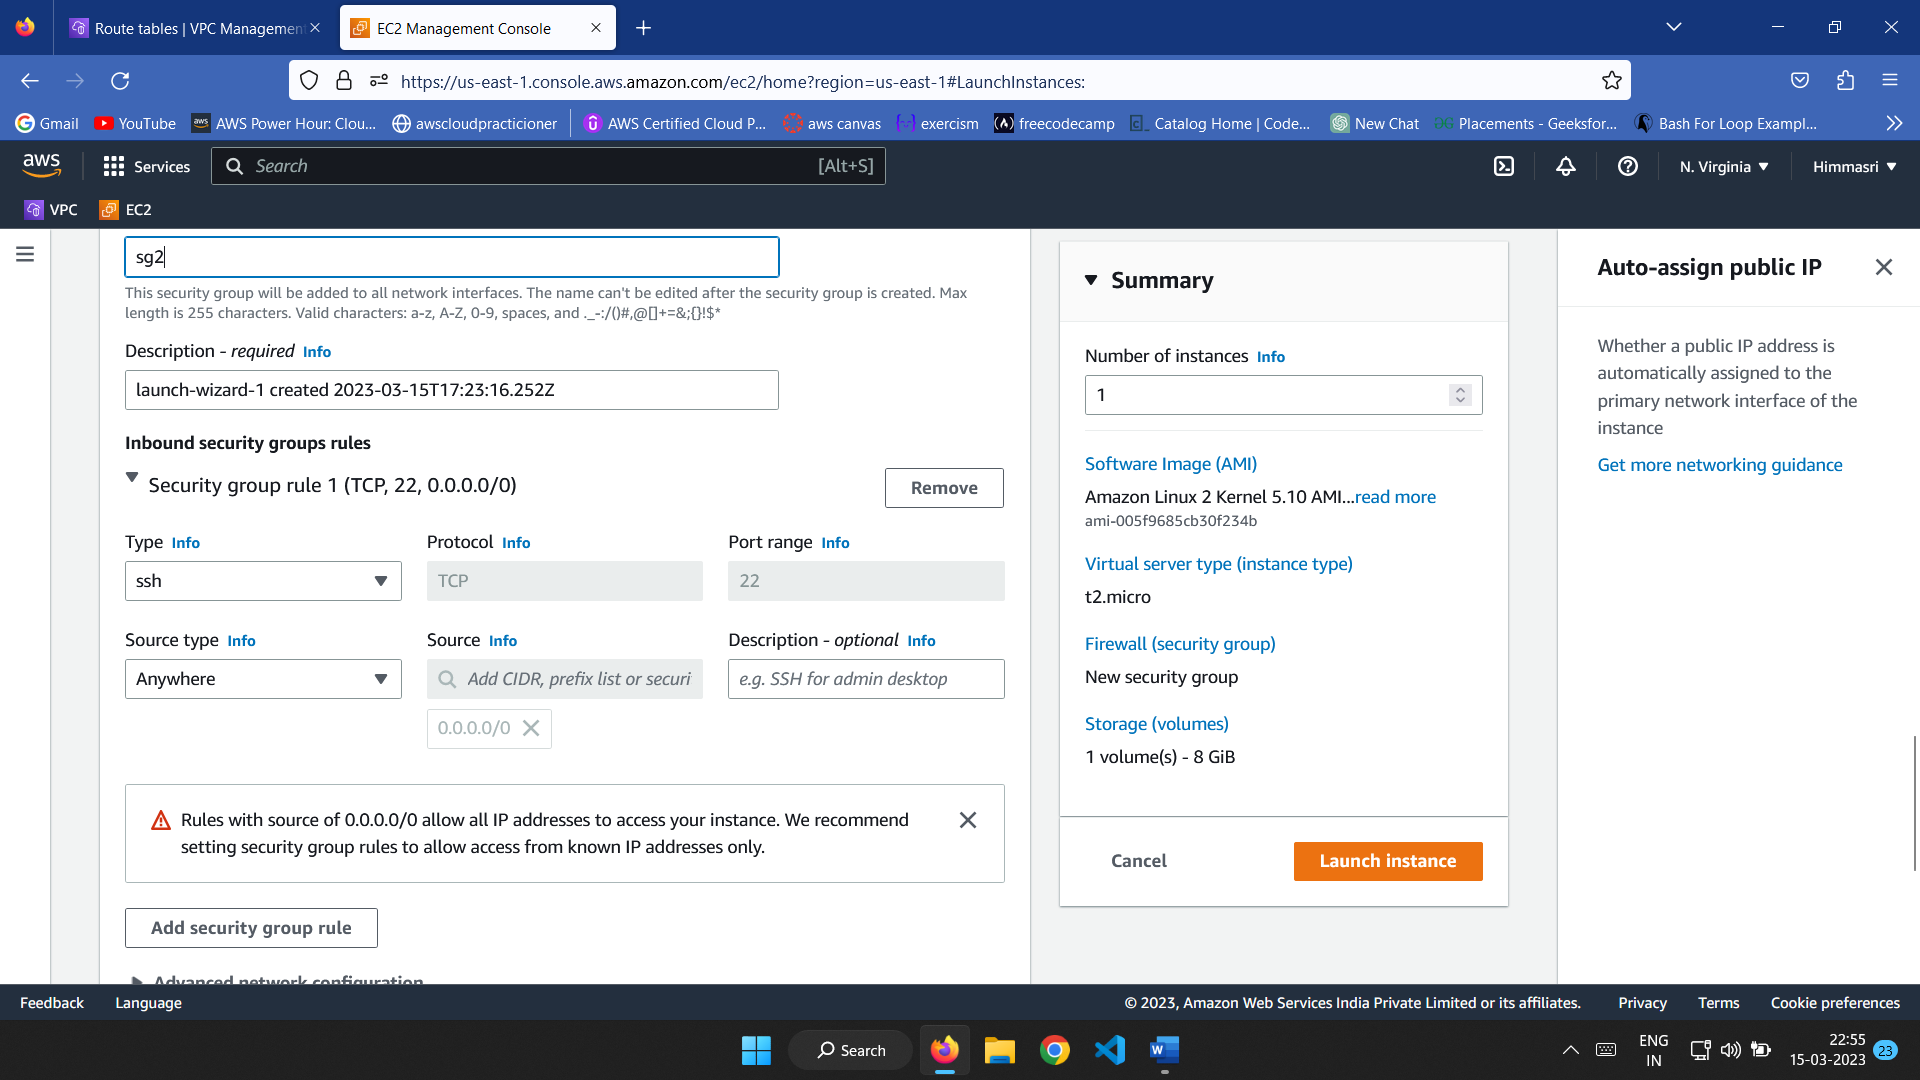 Route tables | VPC Managemen
EC2 Management Console
https://us-east-1.console.aws.amazon.com/ec2/home?region=us-east-1#LaunchInstances:
Gmail YouTube AWS Power Hour: Clou... awscloudpracticioner AWS Certified Cloud P... aws canvas exercism freecodecamp Catalog Home | Code... New Chat Placements - Geeksfor... Bash For Loop Exampl...
aws Services Search [Alt+S] N. Virginia Himmasri
VPC EC2
sg2
This security group will be added to all network interfaces. The name can't be edited after the security group is created. Max
length is 255 characters. Valid characters: a-z, A-Z, 0-9, spaces, and ._-:/()#,@[]+=&;{}!$*
Description - required Info
launch-wizard-1 created 2023-03-15T17:23:16.252Z
Inbound security groups rules
Security group rule 1 (TCP, 22, 0.0.0.0/0)
Remove
Type Info Protocol Info Port range Info
ssh TCP 22
Source type Info Source Info Description - optional Info
Anywhere Add CIDR, prefix list or securi e.g. SSH for admin desktop
0.0.0.0/0
Rules with source of 0.0.0.0/0 allow all IP addresses to access your instance. We recommend
setting security group rules to allow access from known IP addresses only.
Add security group rule
Advanced network configuration
Summary
Number of instances Info
1
Software Image (AMI)
Amazon Linux 2 Kernel 5.10 AMI...read more
ami-005f9685cb30f234b
Virtual server type (instance type)
t2.micro
Firewall (security group)
New security group
Storage (volumes)
1 volume(s) - 8 GiB
Cancel Launch instance
Auto-assign public IP
Whether a public IP address is
automatically assigned to the
primary network interface of the
instance
Get more networking guidance
Feedback Language © 2023, Amazon Web Services India Private Limited or its affiliates. Privacy Terms Cookie preferences
Search
ENG
IN
22:55
15-03-2023
23